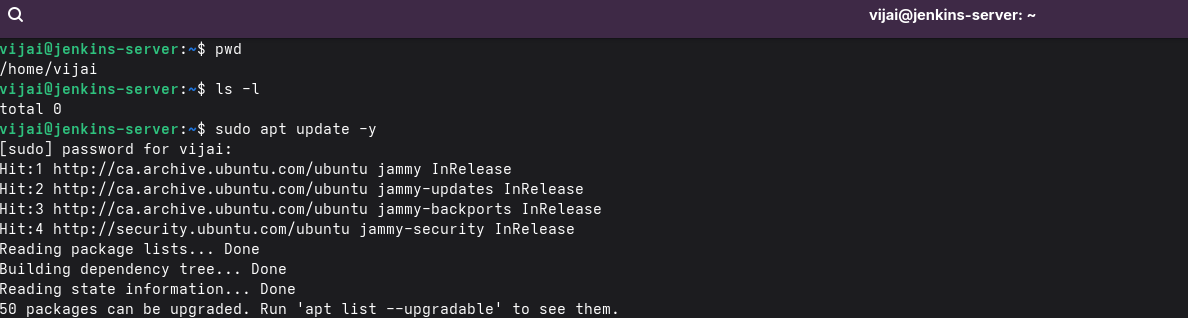 vijai@jenkins-server: ~
vijai@jenkins-server:~$ pwd
/home/vijai
vijai@jenkins-server:~$ ls -l
total 0
vijai@jenkins-server:~$ sudo apt update -y
[sudo] password for vijai:
Hit:1 http://ca.archive.ubuntu.com/ubuntu jammy InRelease
Hit:2 http://ca.archive.ubuntu.com/ubuntu jammy-updates InRelease
Hit:3 http://ca.archive.ubuntu.com/ubuntu jammy-backports InRelease
Hit:4 http://security.ubuntu.com/ubuntu jammy-security InRelease
Reading package lists... Done
Building dependency tree... Done
Reading state information... Done
50 packages can be upgraded. Run 'apt list --upgradable' to see them.